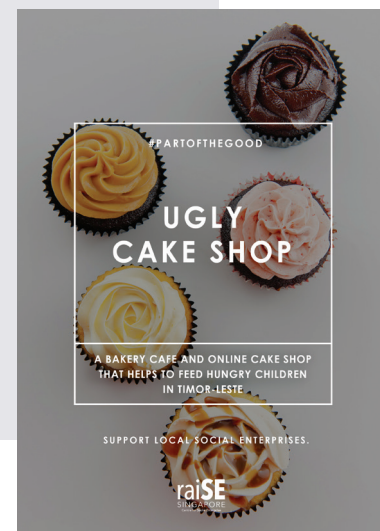 #PARTOFTHEGOOD
UGLY
CAKE SHOP
A BAKERY CAFE AND ONLINE CAKE SHOP
THAT HELPS TO FEED HUNGRY CHILDREN
IN TIMOR-LESTE
SUPPORT LOCAL SOCIAL ENTERPRISES.
raiSE
SINGAPORE